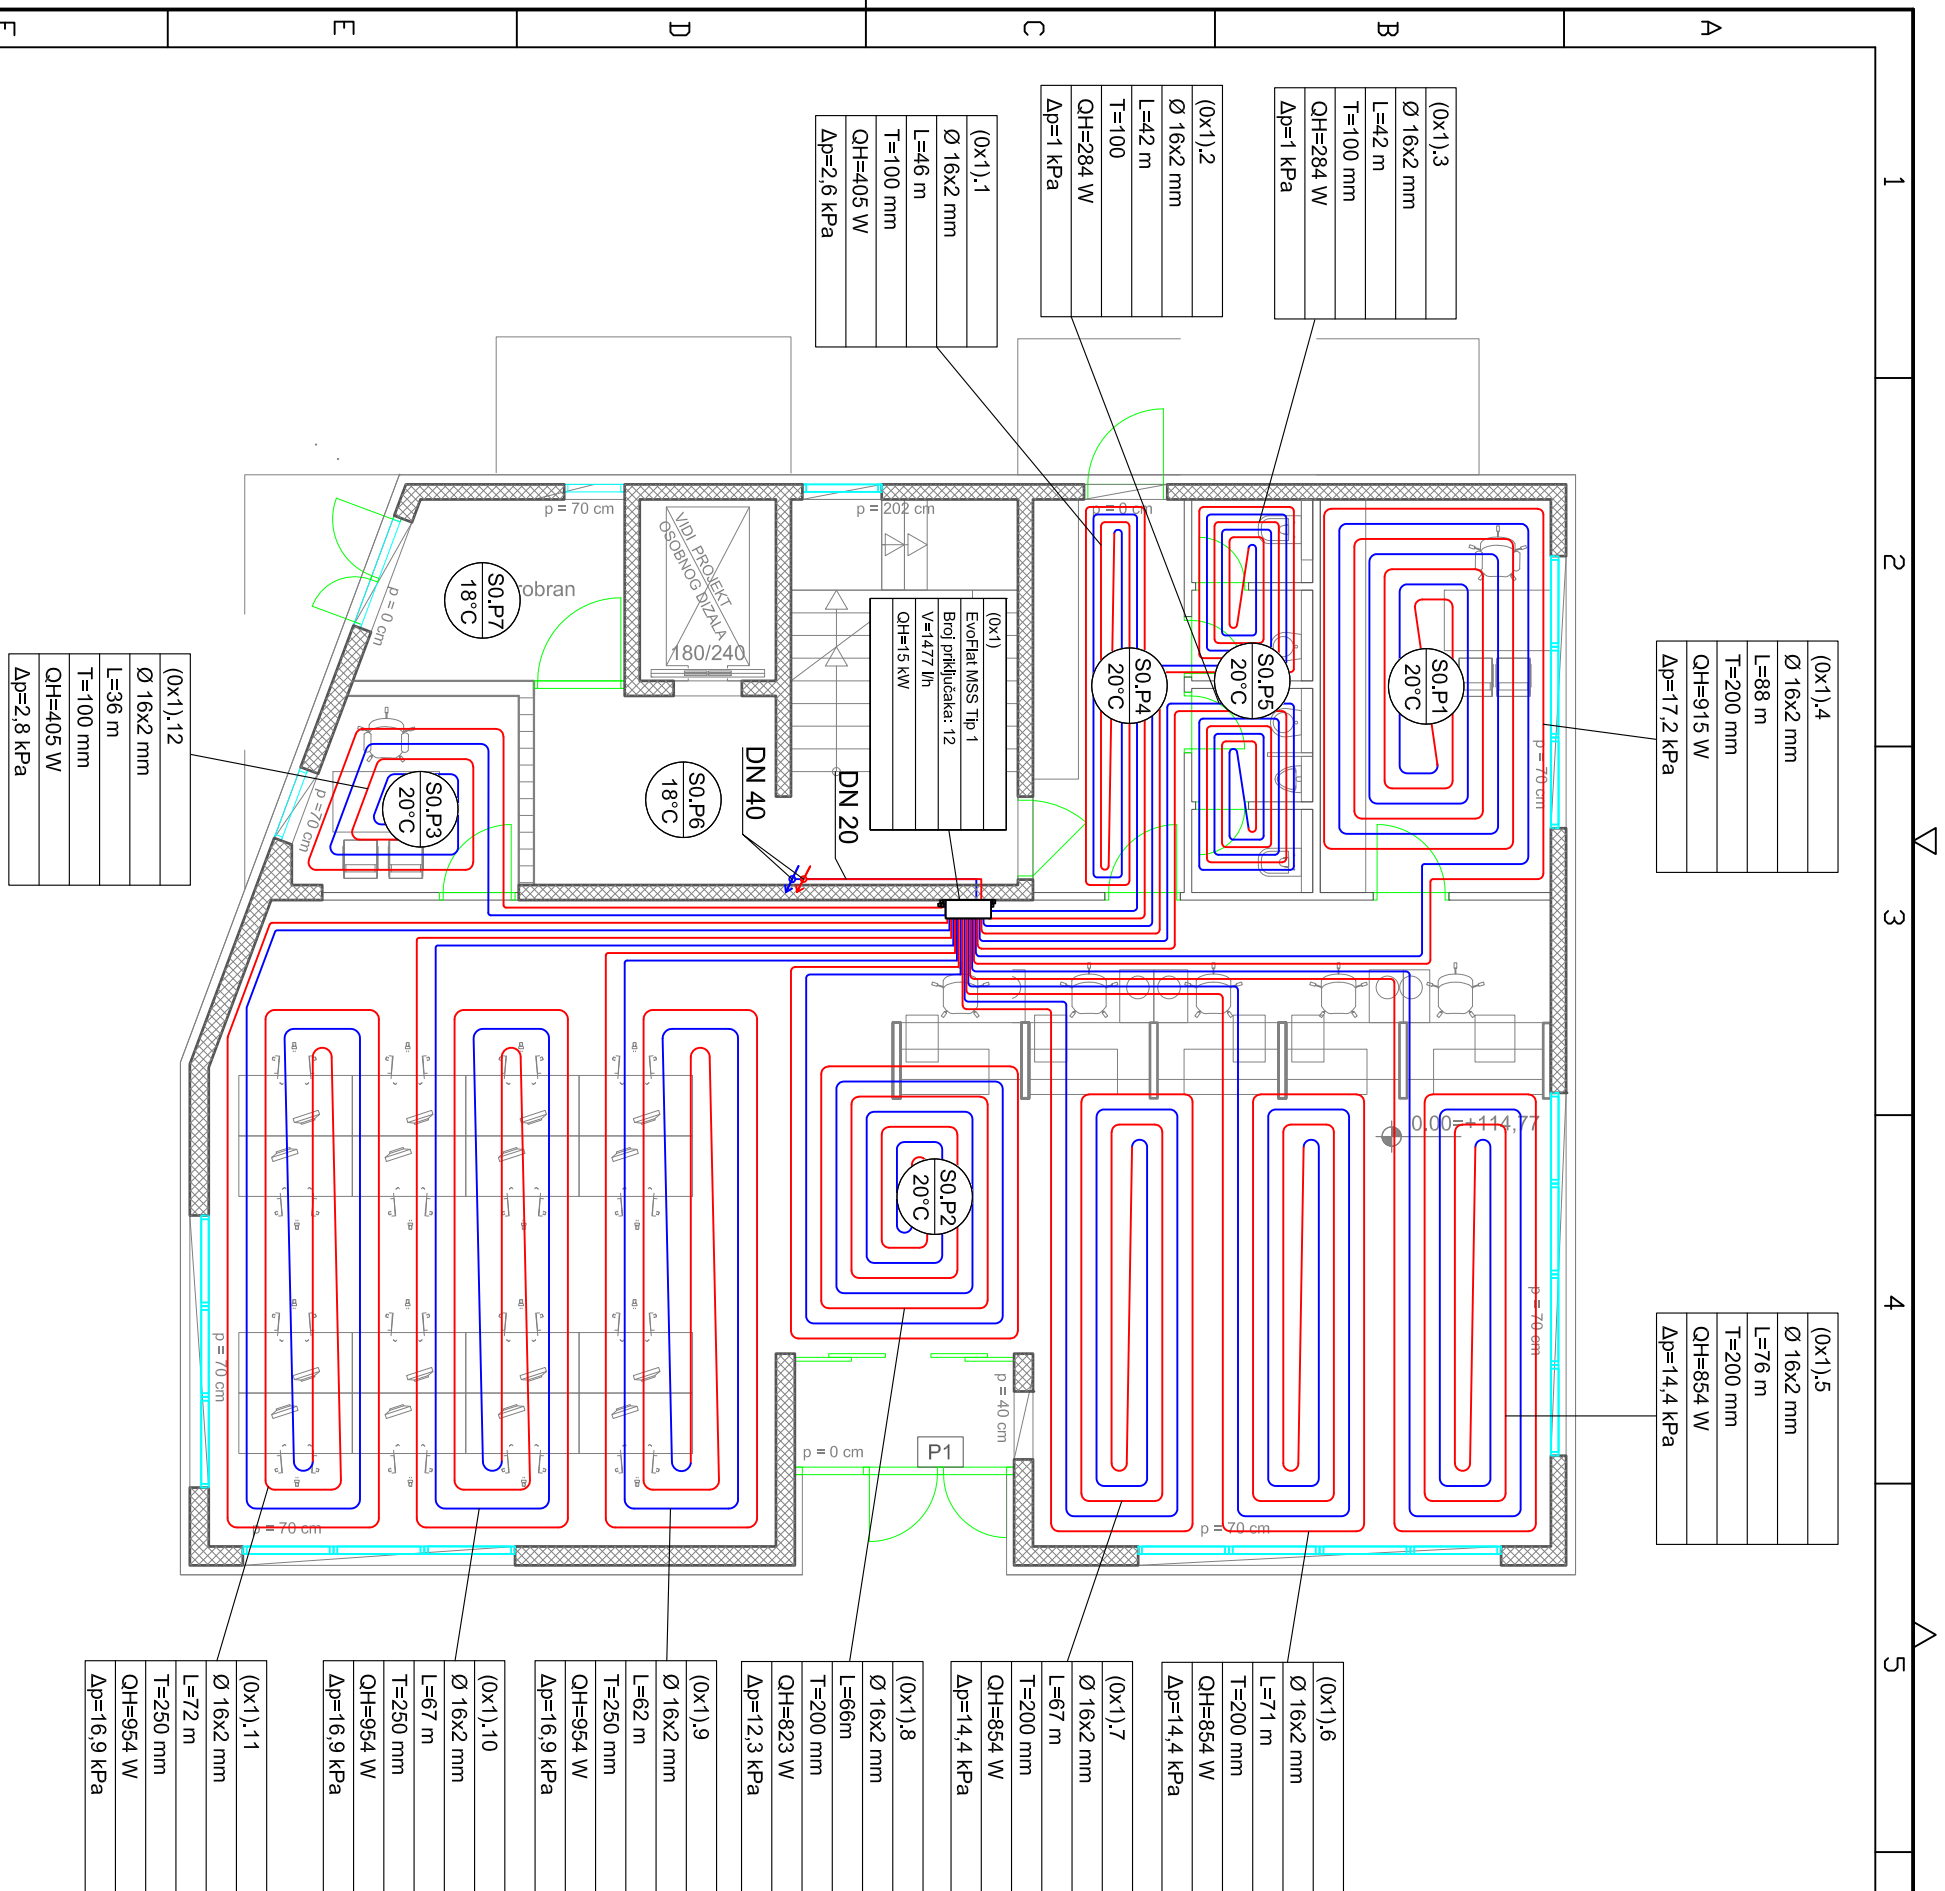 A
B
C
D
E
F
1
2
3
4
5
(0x1).4
Ø 16x2 mm
L=88 m
T=200 mm
QH=915 W
Δp=17,2 kPa
(0x1).5
Ø 16x2 mm
L=76 m
T=200 mm
QH=854 W
Δp=14,4 kPa
(0x1).3
Ø 16x2 mm
L=42 m
T=100 mm
QH=284 W
Δp=1 kPa
(0x1).2
Ø 16x2 mm
L=42 m
T=100
QH=284 W
Δp=1 kPa
(0x1).1
Ø 16x2 mm
L=46 m
T=100 mm
QH=405 W
Δp=2,6 kPa
(0x1)
EvoFlat MSS Tip 1
Broj priključaka: 12
V=1477 l/h
QH=15 kW
(0x1).12
Ø 16x2 mm
L=36 m
T=100 mm
QH=405 W
Δp=2,8 kPa
(0x1).6
Ø 16x2 mm
L=71 m
T=200 mm
QH=854 W
Δp=14,4 kPa
(0x1).7
Ø 16x2 mm
L=67 m
T=200 mm
QH=854 W
Δp=14,4 kPa
(0x1).8
Ø 16x2 mm
L=66m
T=200 mm
QH=823 W
Δp=12,3 kPa
(0x1).9
Ø 16x2 mm
L=62 m
T=250 mm
QH=954 W
Δp=16,9 kPa
(0x1).10
Ø 16x2 mm
L=67 m
T=250 mm
QH=954 W
Δp=16,9 kPa
(0x1).11
Ø 16x2 mm
L=72 m
T=250 mm
QH=954 W
Δp=16,9 kPa
S0.P1
20°C
S0.P5
20°C
S0.P4
20°C
S0.P2
20°C
S0.P3
20°C
S0.P6
18°C
S0.P7
18°C
DN 20
DN 40
VIDI PROJEKT
OSOBNOG DIZALA
180/240
p = 70 cm
p = 202 cm
p = 0 cm
p = 0 cm
p = 70 cm
p = 70 cm
p = 70 cm
p = 70 cm
p = 70 cm
p = 70 cm
p = 40 cm
p = 0 cm
P1
0.00=+114,77